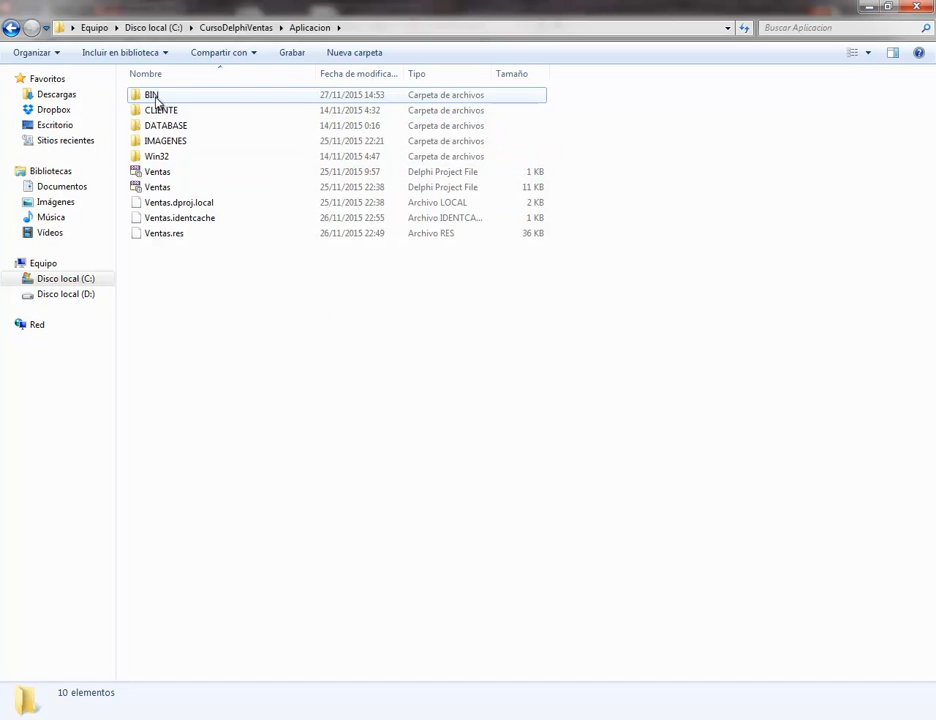 Equipo Disco local (C:) CursoDelphiVentas Aplicacion Buscar Aplicacion
Organizar Incluir en biblioteca Compartir con Grabar Nueva carpeta
Favoritos
Descargas
Dropbox
Escritorio
Sitios recientes
Bibliotecas
Documentos
Imágenes
Música
Vídeos
Equipo
Disco local (C:)
Disco local (D:)
Red
Nombre Fecha de modifica... Tipo Tamaño
BIN 27/11/2015 14:53 Carpeta de archivos
CLIENTE 14/11/2015 4:32 Carpeta de archivos
DATABASE 14/11/2015 0:16 Carpeta de archivos
IMAGENES 25/11/2015 22:21 Carpeta de archivos
Win32 14/11/2015 4:47 Carpeta de archivos
Ventas 25/11/2015 9:57 Delphi Project File 1 KB
Ventas 25/11/2015 22:38 Delphi Project File 11 KB
Ventas.dproj.local 25/11/2015 22:38 Archivo LOCAL 2 KB
Ventas.identcache 26/11/2015 22:55 Archivo IDENTCA... 1 KB
Ventas.res 26/11/2015 22:49 Archivo RES 36 KB
10 elementos